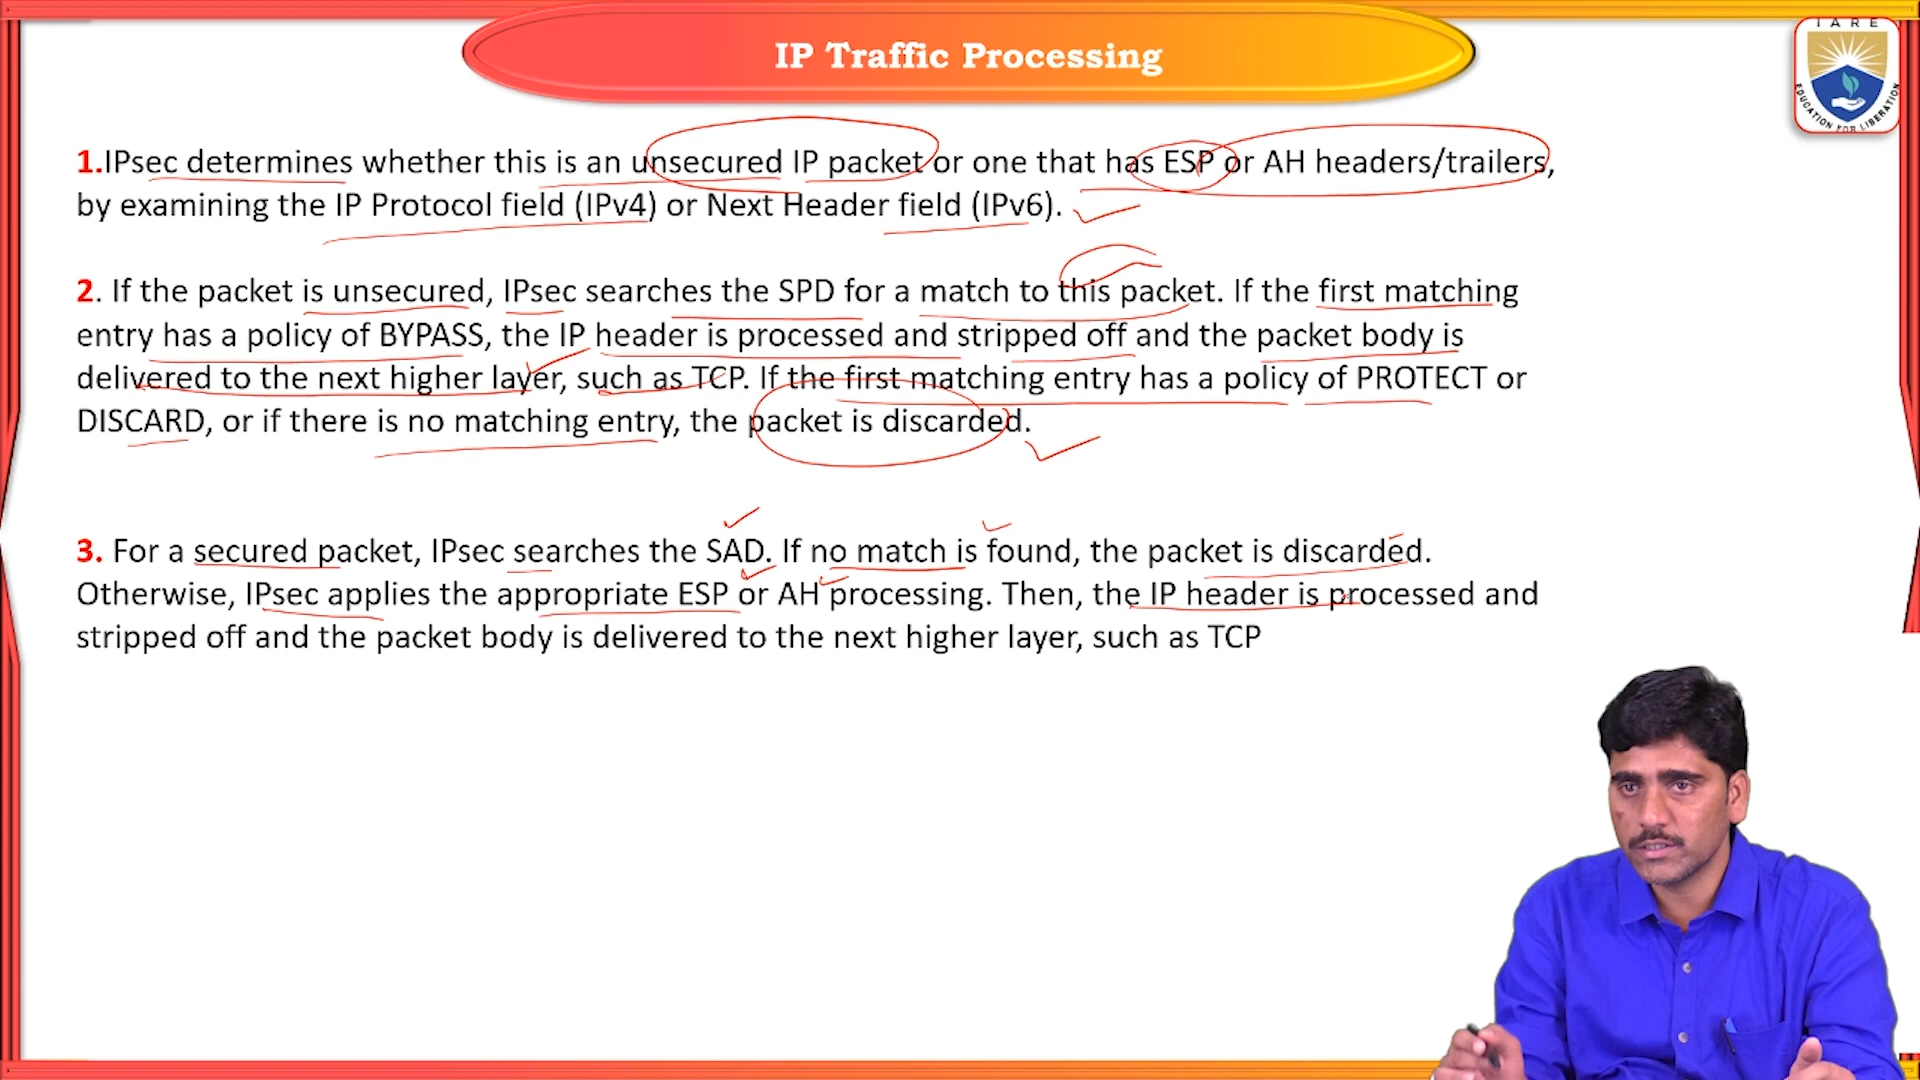 IP Traffic Processing
IARE
EDUCATION FOR LIBERATION
1.IPsec determines whether this is an unsecured IP packet or one that has ESP or AH headers/trailers,
by examining the IP Protocol field (IPv4) or Next Header field (IPv6).
2. If the packet is unsecured, IPsec searches the SPD for a match to this packet. If the first matching
entry has a policy of BYPASS, the IP header is processed and stripped off and the packet body is
delivered to the next higher layer, such as TCP. If the first matching entry has a policy of PROTECT or
DISCARD, or if there is no matching entry, the packet is discarded.
3. For a secured packet, IPsec searches the SAD. If no match is found, the packet is discarded.
Otherwise, IPsec applies the appropriate ESP or AH processing. Then, the IP header is processed and
stripped off and the packet body is delivered to the next higher layer, such as TCP